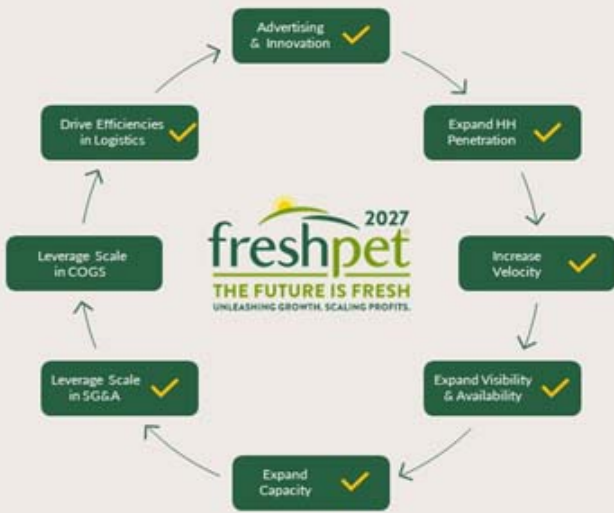 Advertising
& Innovation
Expand HH
Penetration
Increase
Velocity
Expand Visibility
& Availability
Expand
Capacity
Leverage Scale
in SG&A
Leverage Scale
in COGS
Drive Efficiencies
in Logistics
2027
freshpet
THE FUTURE IS FRESH
UNLEASHING GROWTH. SCALING PROFITS.